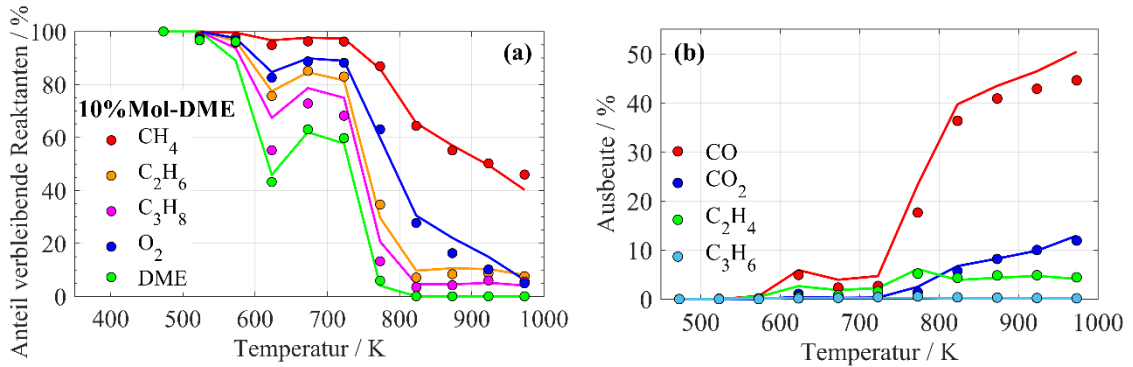 Anteil verbleibende Reaktanten / %
100
80
60
40
20
0
(a)
10%Mol-DME
CH4
C2H6
C3H8
O2
DME
400 500 600 700 800 900 1000
Temperatur / K
Ausbeute / %
50
40
30
20
10
0
(b)
CO
CO2
C2H4
C3H6
500 600 700 800 900 1000
Temperatur / K